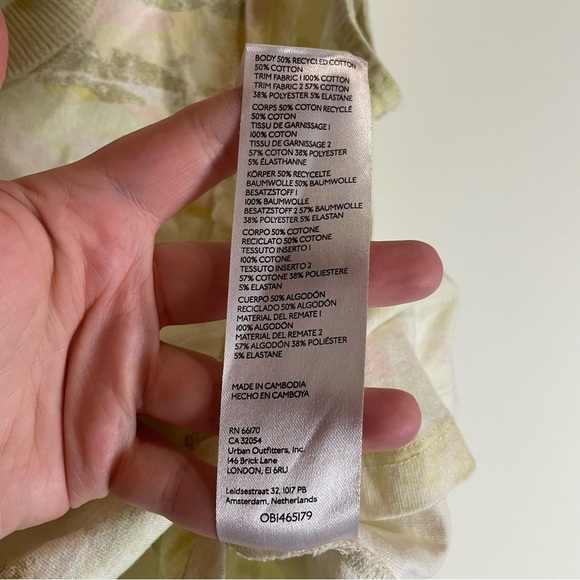 BODY 50% RECYCLED COTTON
50% COTTON
TRIM FABRIC 1 100% COTTON
TRIM FABRIC 2 57% COTTON
38% POLYESTER 5% ELASTANE
CORPS 50% COTON RECYCLÉ
50% COTON
TISSU DE GARNISSAGE 1
100% COTON
TISSU DE GARNISSAGE 2
57% COTON 38% POLYESTER
5% ÉLASTHANNE
KÖRPER 50% RECYCELTE
BAUMWOLLE 50% BAUMWOLLE
BESATZSTOFF 1
100% BAUMWOLLE
BESATZSTOFF 2 57% BAUMWOLLE
38% POLYESTER 5% ELASTAN
CORPO 50% COTONE
RECICLATO 50% COTONE
TESSUTO INSERTO 1
100% COTONE
TESSUTO INSERTO 2
57% COTONE 38% POLIESTERE
5% ELASTAN
CUERPO 50% ALGODÓN
RECICLADO 50% ALGODÓN
MATERIAL DEL REMATE 1
100% ALGODÓN
MATERIAL DEL REMATE 2
57% ALGODÓN 38% POLIÉSTER
5% ELASTANE
MADE IN CAMBODIA
HECHO EN CAMBOYA
RN 66170
CA 32054
Urban Outfitters, Inc.
146 Brick Lane
LONDON, E1 6RU
Leidsestraat 32, 1017 PB
Amsterdam, Netherlands
OB1465179